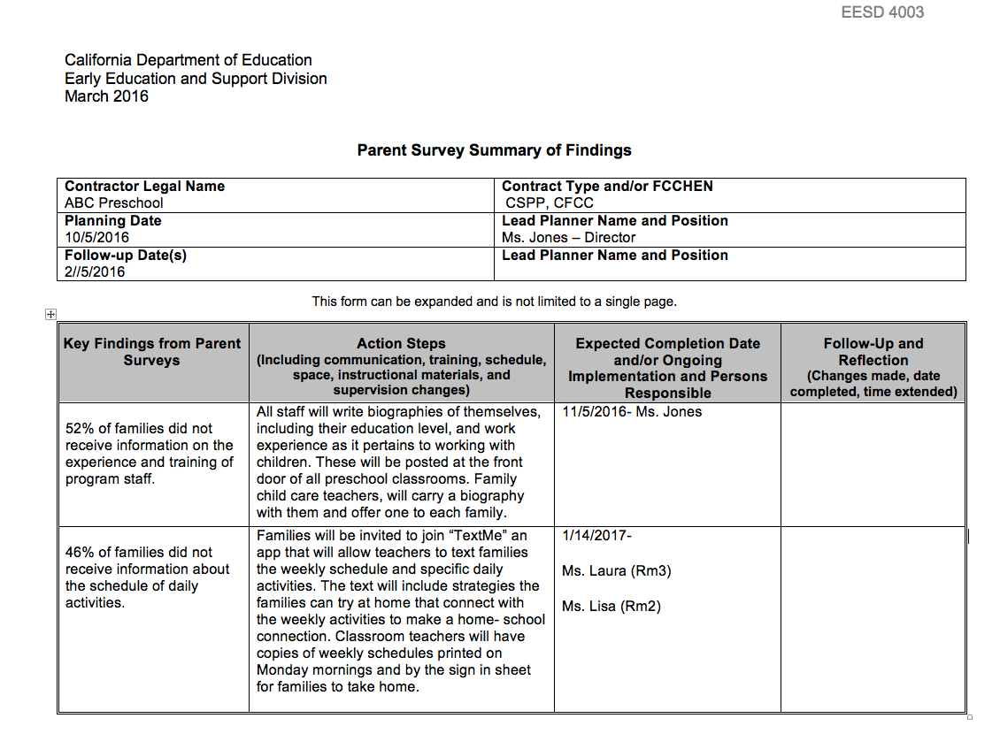 EESD 4003
California Department of Education
Early Education and Support Division
March 2016
Parent Survey Summary of Findings
Contractor Legal Name
ABC Preschool
Contract Type and/or FCCHEN
CSPP, CFCC
Planning Date
10/5/2016
Lead Planner Name and Position
Ms. Jones – Director
Follow-up Date(s)
2//5/2016
Lead Planner Name and Position
This form can be expanded and is not limited to a single page.
Key Findings from Parent
Surveys
Action Steps
(Including communication, training, schedule,
space, instructional materials, and
supervision changes)
Expected Completion Date
and/or Ongoing
Implementation and Persons
Responsible
Follow-Up and
Reflection
(Changes made, date
completed, time extended)
52% of families did not
receive information on the
experience and training of
program staff.
All staff will write biographies of themselves,
including their education level, and work
experience as it pertains to working with
children. These will be posted at the front
door of all preschool classrooms. Family
child care teachers, will carry a biography
with them and offer one to each family.
11/5/2016- Ms. Jones
46% of families did not
receive information about
the schedule of daily
activities.
Families will be invited to join “TextMe” an
app that will allow teachers to text families
the weekly schedule and specific daily
activities. The text will include strategies the
families can try at home that connect with
the weekly activities to make a home- school
connection. Classroom teachers will have
copies of weekly schedules printed on
Monday mornings and by the sign in sheet
for families to take home.
1/14/2017-
Ms. Laura (Rm3)
Ms. Lisa (Rm2)